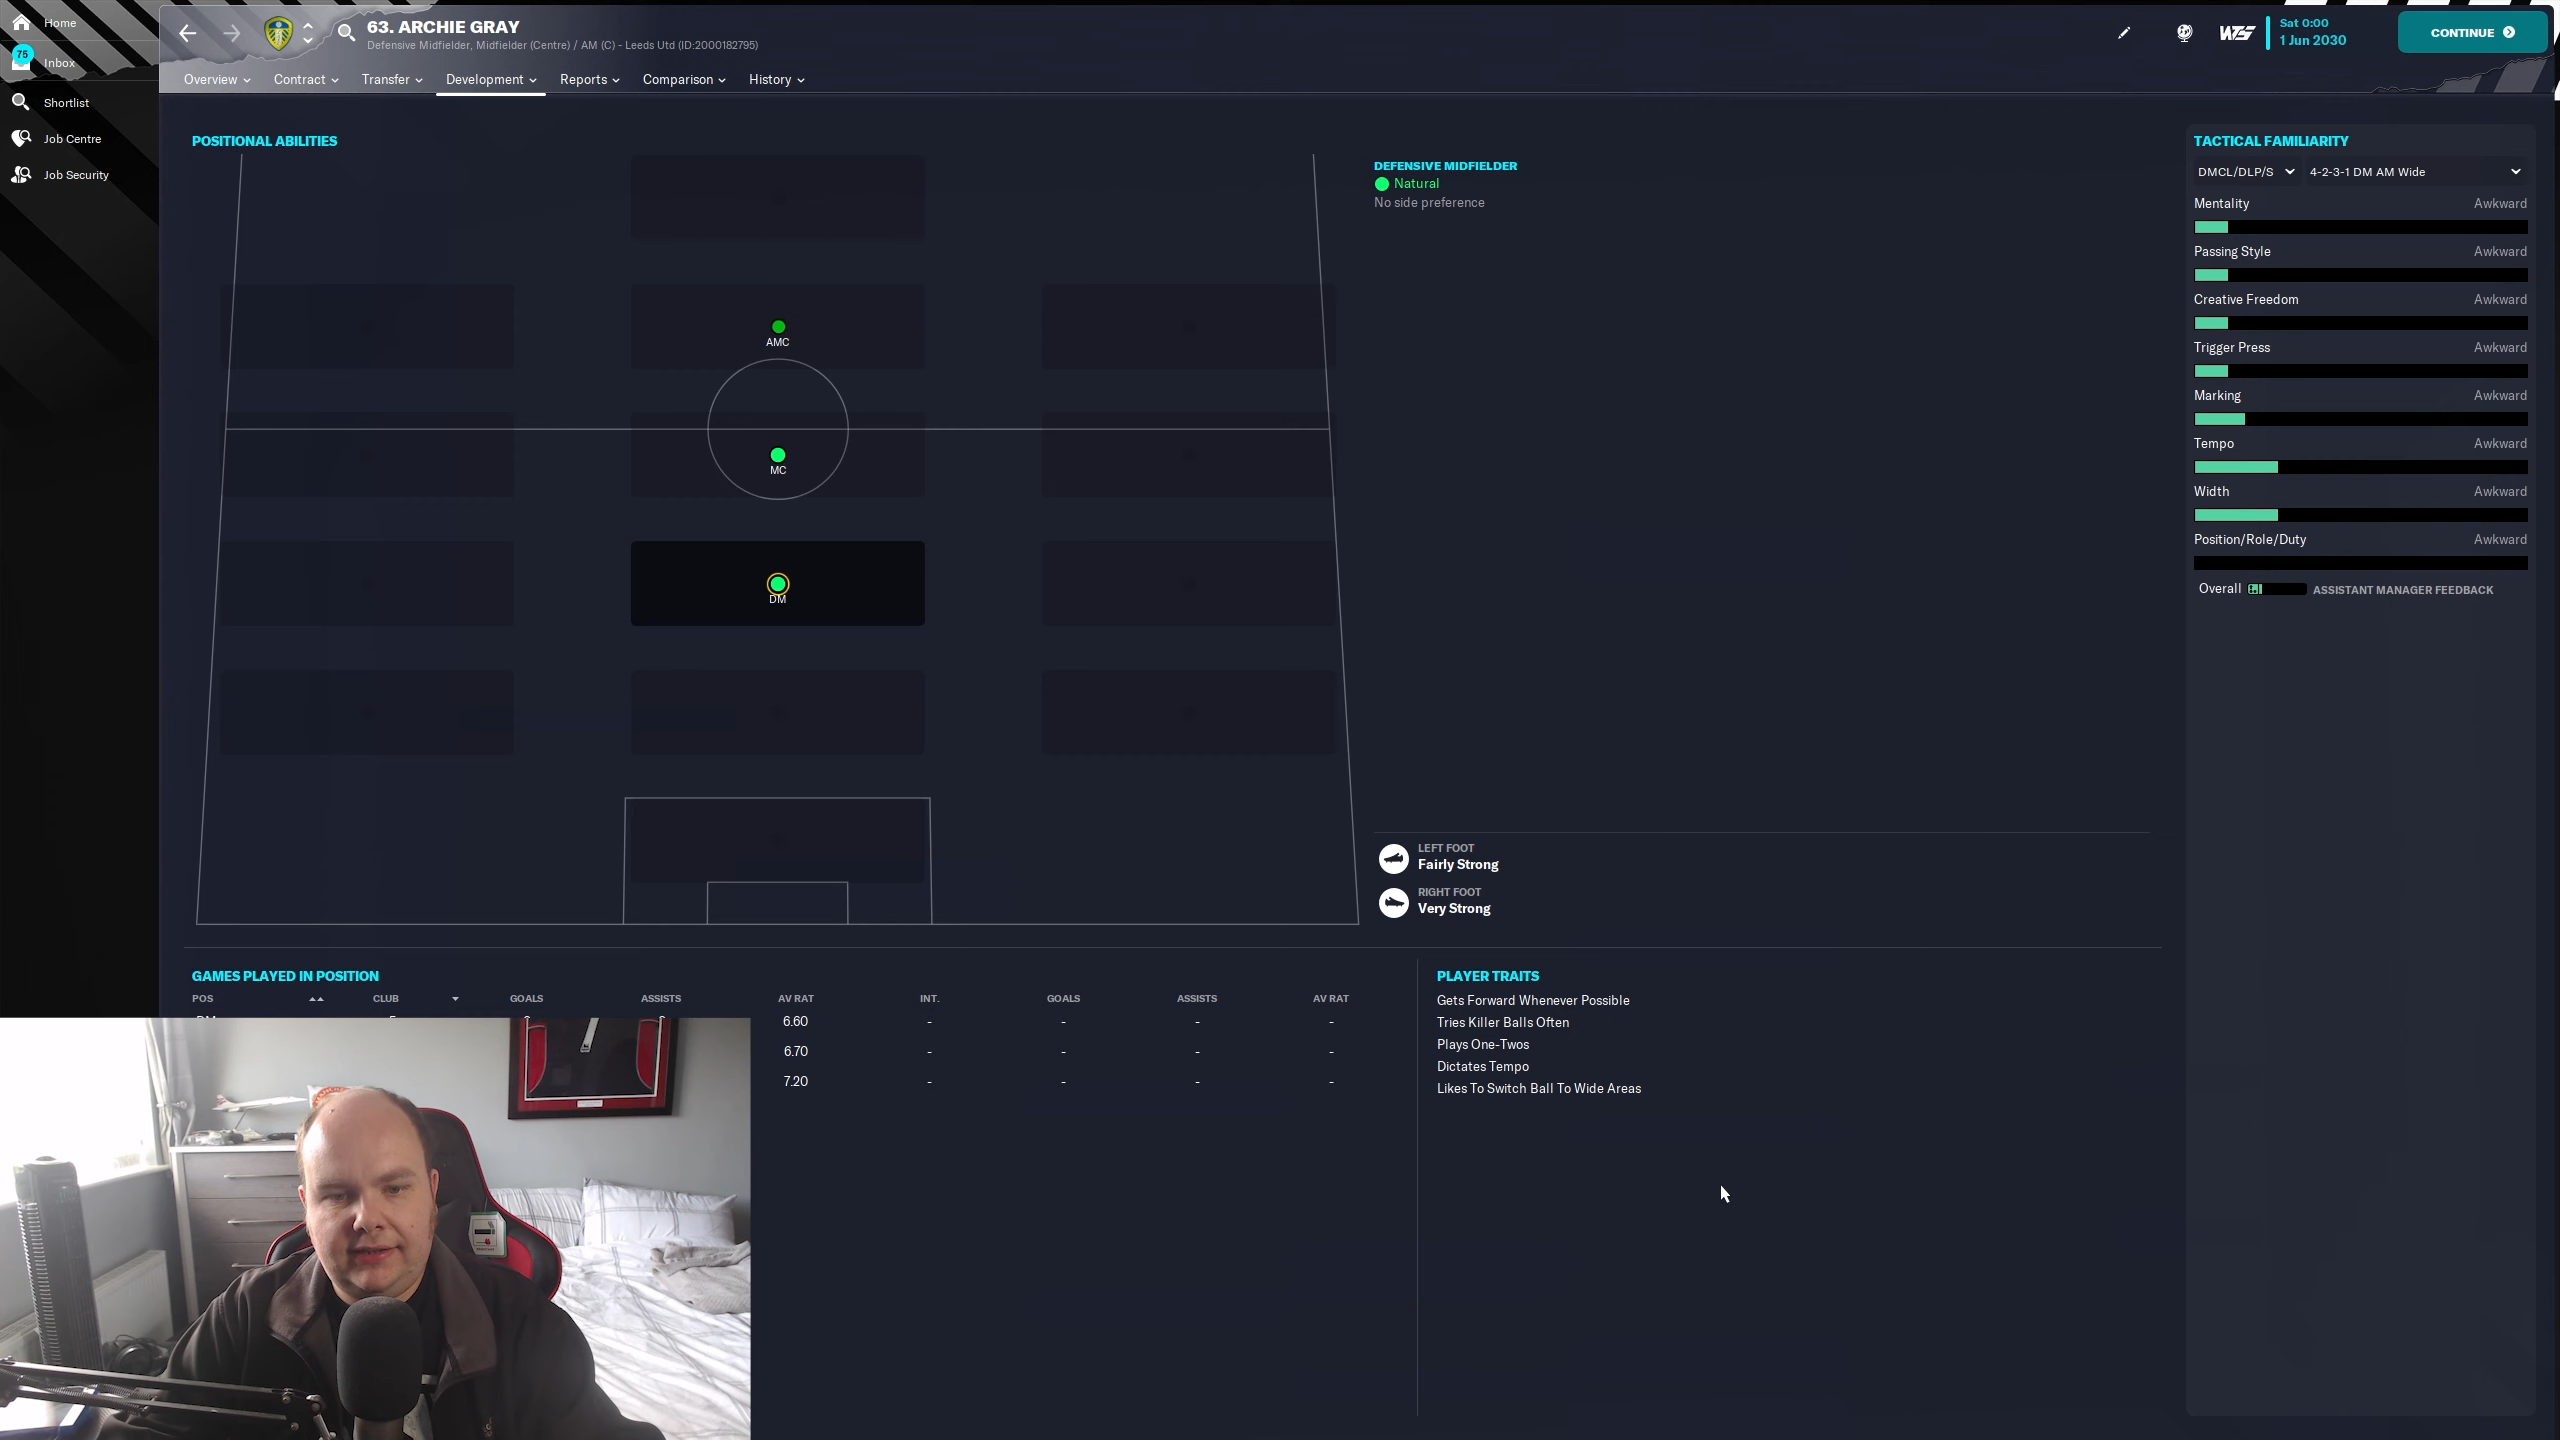 Home
75
Inbox
Shortlist
Job Centre
Job Security
63. ARCHIE GRAY
Defensive Midfielder, Midfielder (Centre) / AM (C) - Leeds Utd (ID:2000182795)
Sat 0:00
1 Jun 2030
CONTINUE
Overview
Contract
Transfer
Development
Reports
Comparison
History
POSITIONAL ABILITIES
AMC
MC
DM
DEFENSIVE MIDFIELDER
Natural
No side preference
LEFT FOOT
Fairly Strong
RIGHT FOOT
Very Strong
TACTICAL FAMILIARITY
DMCL/DLP/S 4-2-3-1 DM AM Wide
Mentality Awkward
Passing Style Awkward
Creative Freedom Awkward
Trigger Press Awkward
Marking Awkward
Tempo Awkward
Width Awkward
Position/Role/Duty Awkward
Overall ASSISTANT MANAGER FEEDBACK
GAMES PLAYED IN POSITION
POS CLUB GOALS ASSISTS AV RAT INT. GOALS ASSISTS AV RAT
6.60 - - - -
6.70 - - - -
7.20 - - - -
PLAYER TRAITS
Gets Forward Whenever Possible
Tries Killer Balls Often
Plays One-Twos
Dictates Tempo
Likes To Switch Ball To Wide Areas